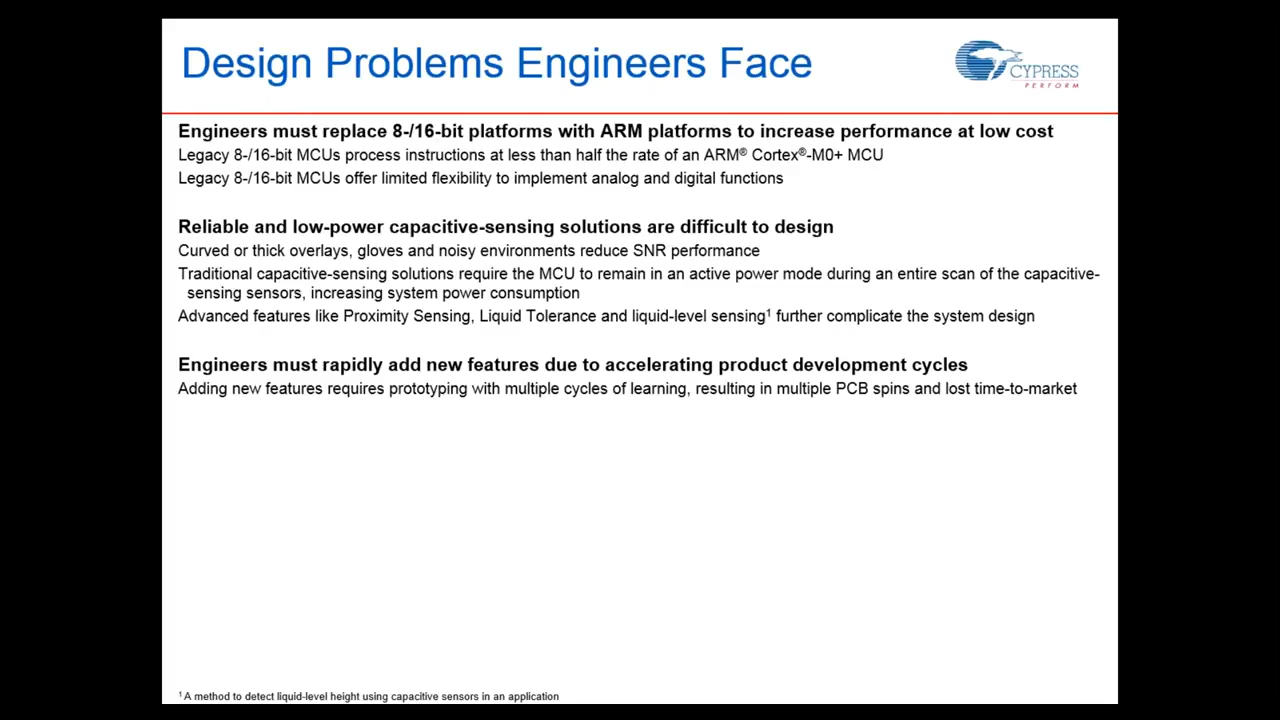 Design Problems Engineers Face
CYPRESS
PERFORM
Engineers must replace 8-/16-bit platforms with ARM platforms to increase performance at low cost
Legacy 8-/16-bit MCUs process instructions at less than half the rate of an ARM® Cortex®-M0+ MCU
Legacy 8-/16-bit MCUs offer limited flexibility to implement analog and digital functions
Reliable and low-power capacitive-sensing solutions are difficult to design
Curved or thick overlays, gloves and noisy environments reduce SNR performance
Traditional capacitive-sensing solutions require the MCU to remain in an active power mode during an entire scan of the capacitive-
sensing sensors, increasing system power consumption
Advanced features like Proximity Sensing, Liquid Tolerance and liquid-level sensing¹ further complicate the system design
Engineers must rapidly add new features due to accelerating product development cycles
Adding new features requires prototyping with multiple cycles of learning, resulting in multiple PCB spins and lost time-to-market
¹ A method to detect liquid-level height using capacitive sensors in an application